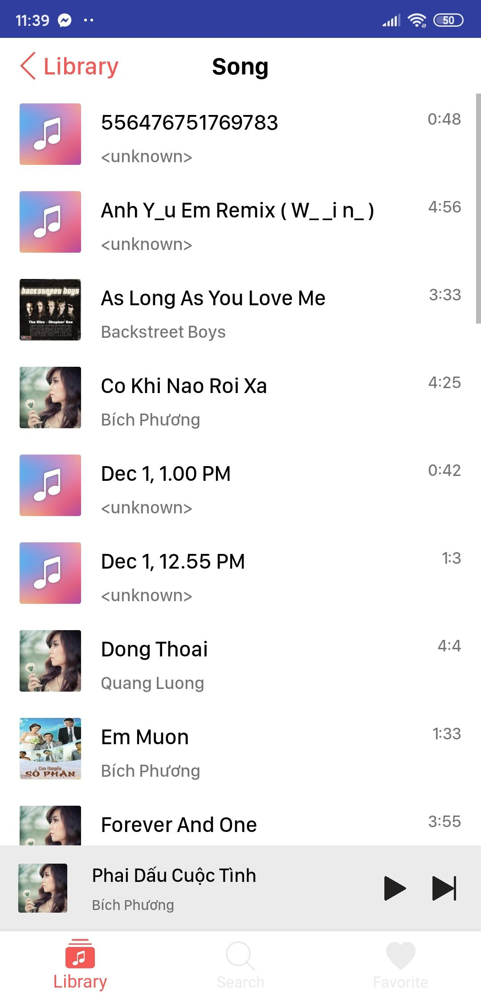 11:39
50
Library
Song
556476751769783
0:48
<unknown>
Anh Y_u Em Remix ( W_ _i n_ )
4:56
<unknown>
backstreet boys
The Hits - Chapter One
As Long As You Love Me
3:33
Backstreet Boys
Co Khi Nao Roi Xa
4:25
Bích Phương
Dec 1, 1.00 PM
0:42
<unknown>
Dec 1, 12.55 PM
1:3
<unknown>
Dong Thoai
4:4
Quang Luong
Em Muon
1:33
Bích Phương
Con thuyền
SỐ PHẬN
Forever And One
3:55
Phai Dấu Cuộc Tình
Bích Phương
Library
Search
Favorite